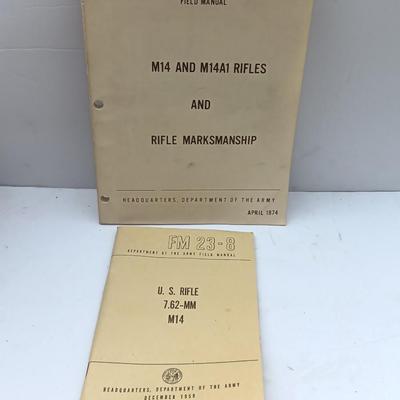 FIELD MANUAL
M14 AND M14A1 RIFLES
AND
RIFLE MARKSMANSHIP
HEADQUARTERS, DEPARTMENT OF THE ARMY
APRIL 1974
FM 23-8
DEPARTMENT OF THE ARMY FIELD MANUAL
U. S. RIFLE
7.62-MM
M14
HEADQUARTERS, DEPARTMENT OF THE ARMY
DECEMBER 1959